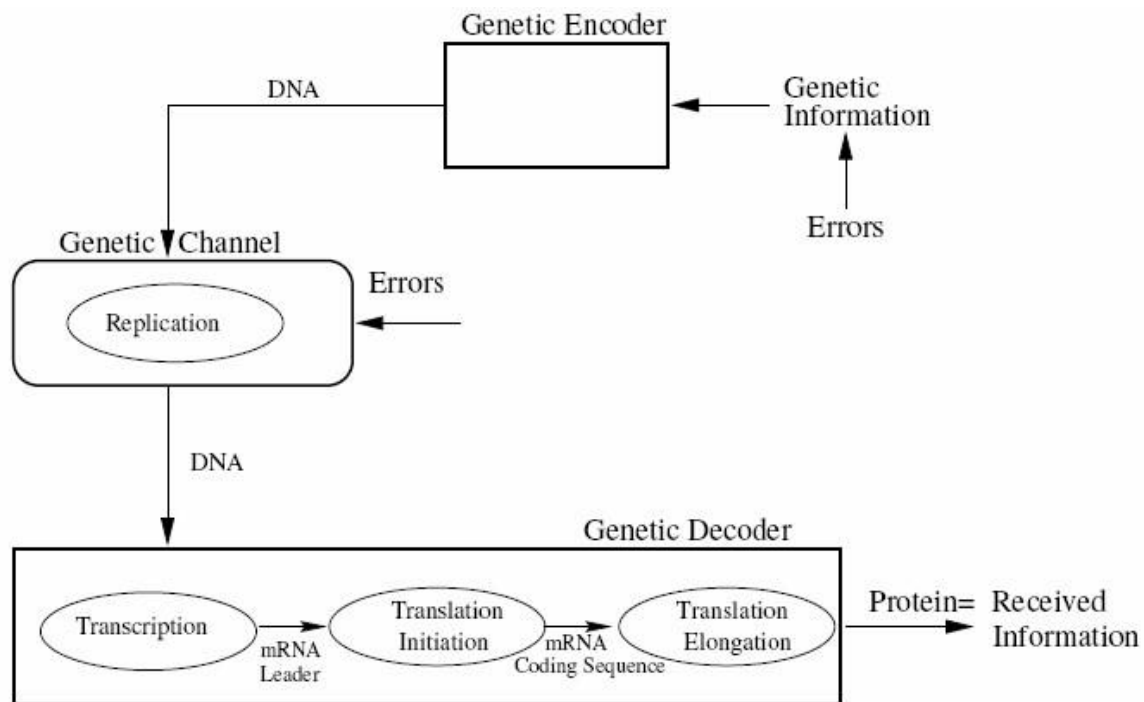 Genetic Encoder
DNA
Genetic
Information
Errors
Genetic Channel
Errors
Replication
DNA
Genetic Decoder
Transcription
mRNA
Leader
Translation
Initiation
mRNA
Coding Sequence
Translation
Elongation
Protein= Received
Information